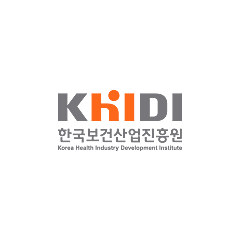 KHIDI
한국보건산업진흥원
Korea Health Industry Development Institute